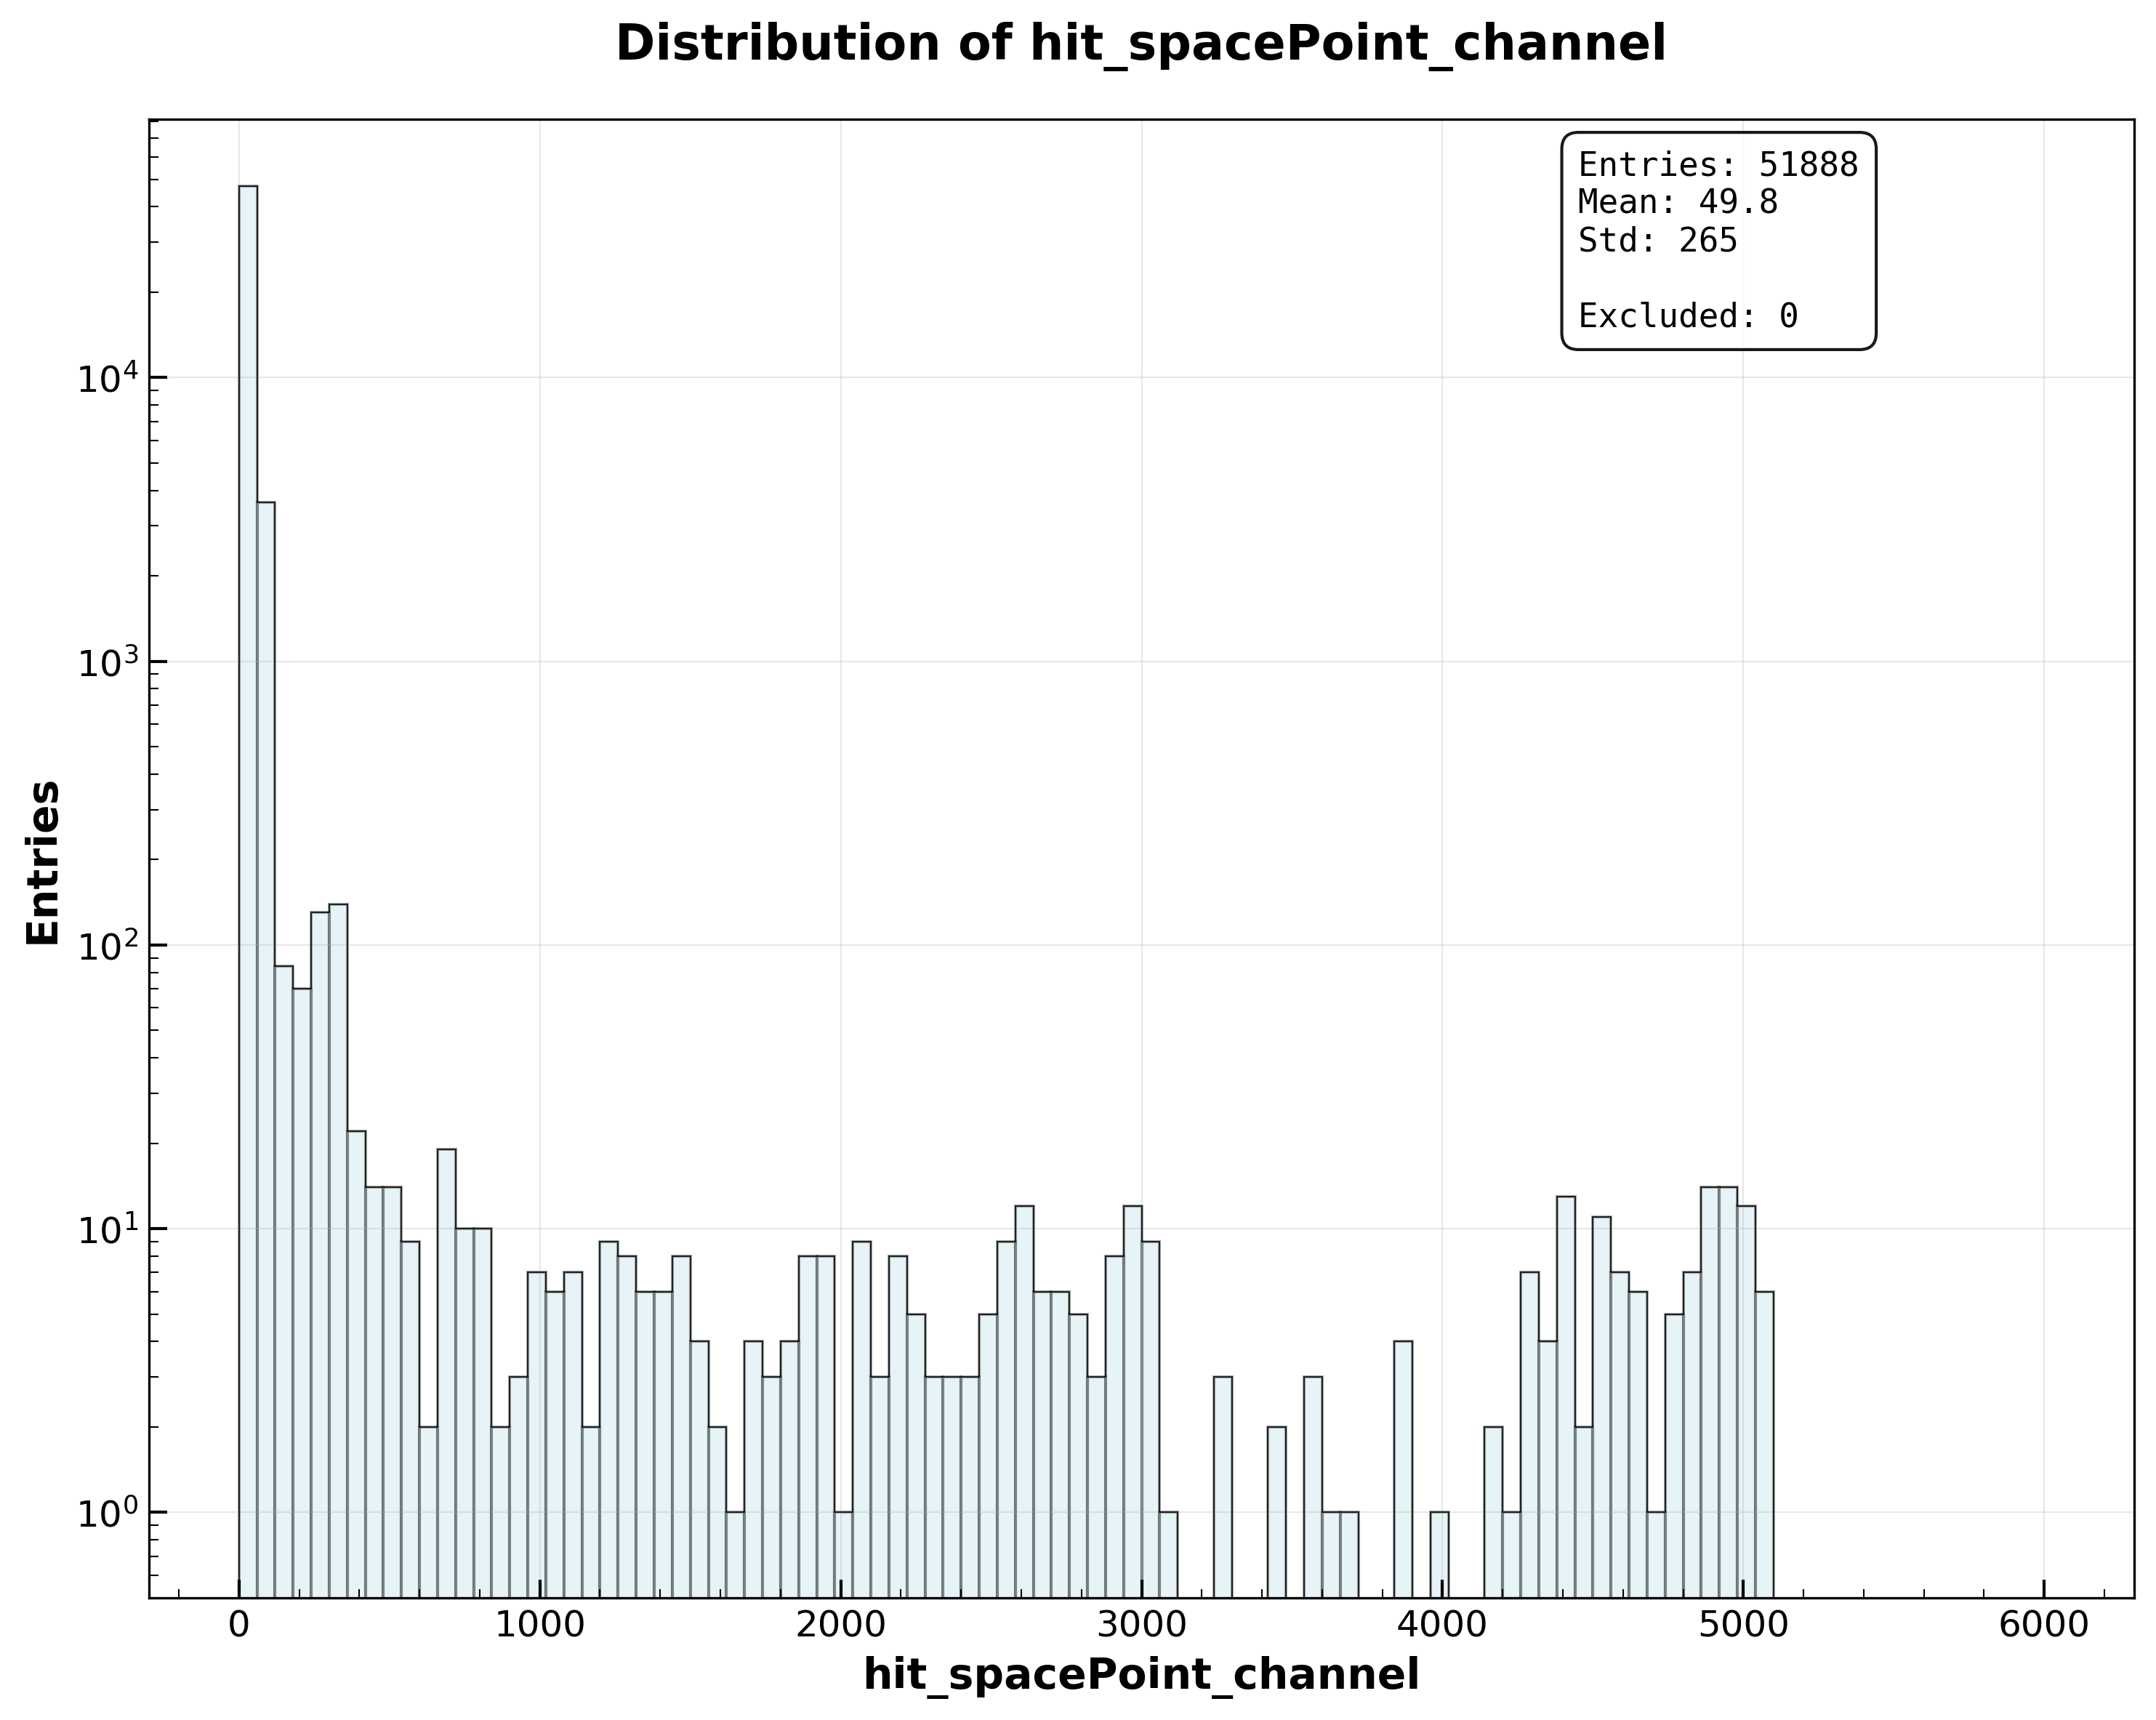 Distribution of hit_spacePoint_channel
Entries: 51888
Mean: 49.8
Std: 265
Excluded: 0
Entries
10^4
10^3
10^2
10^1
10^0
0 1000 2000 3000 4000 5000 6000
hit_spacePoint_channel